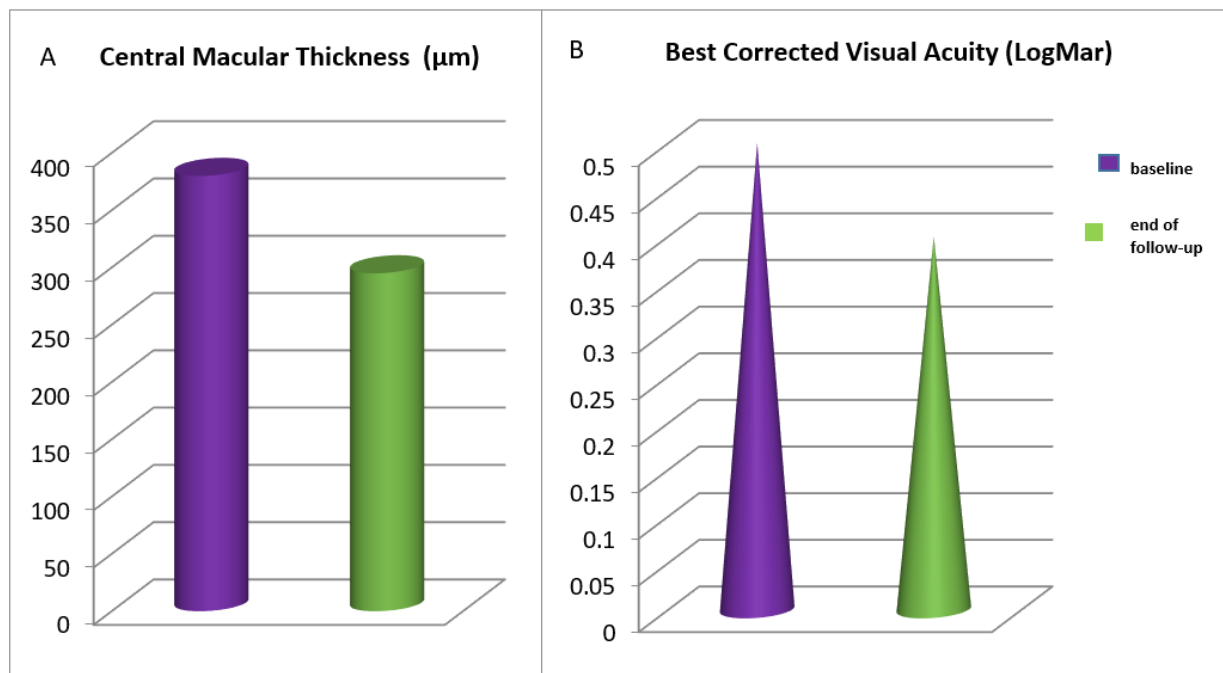 A
Central Macular Thickness (µm)
400
350
300
250
200
150
100
50
0
B
Best Corrected Visual Acuity (LogMar)
0.5
0.45
0.4
0.35
0.3
0.25
0.2
0.15
0.1
0.05
0
baseline
end of
follow-up